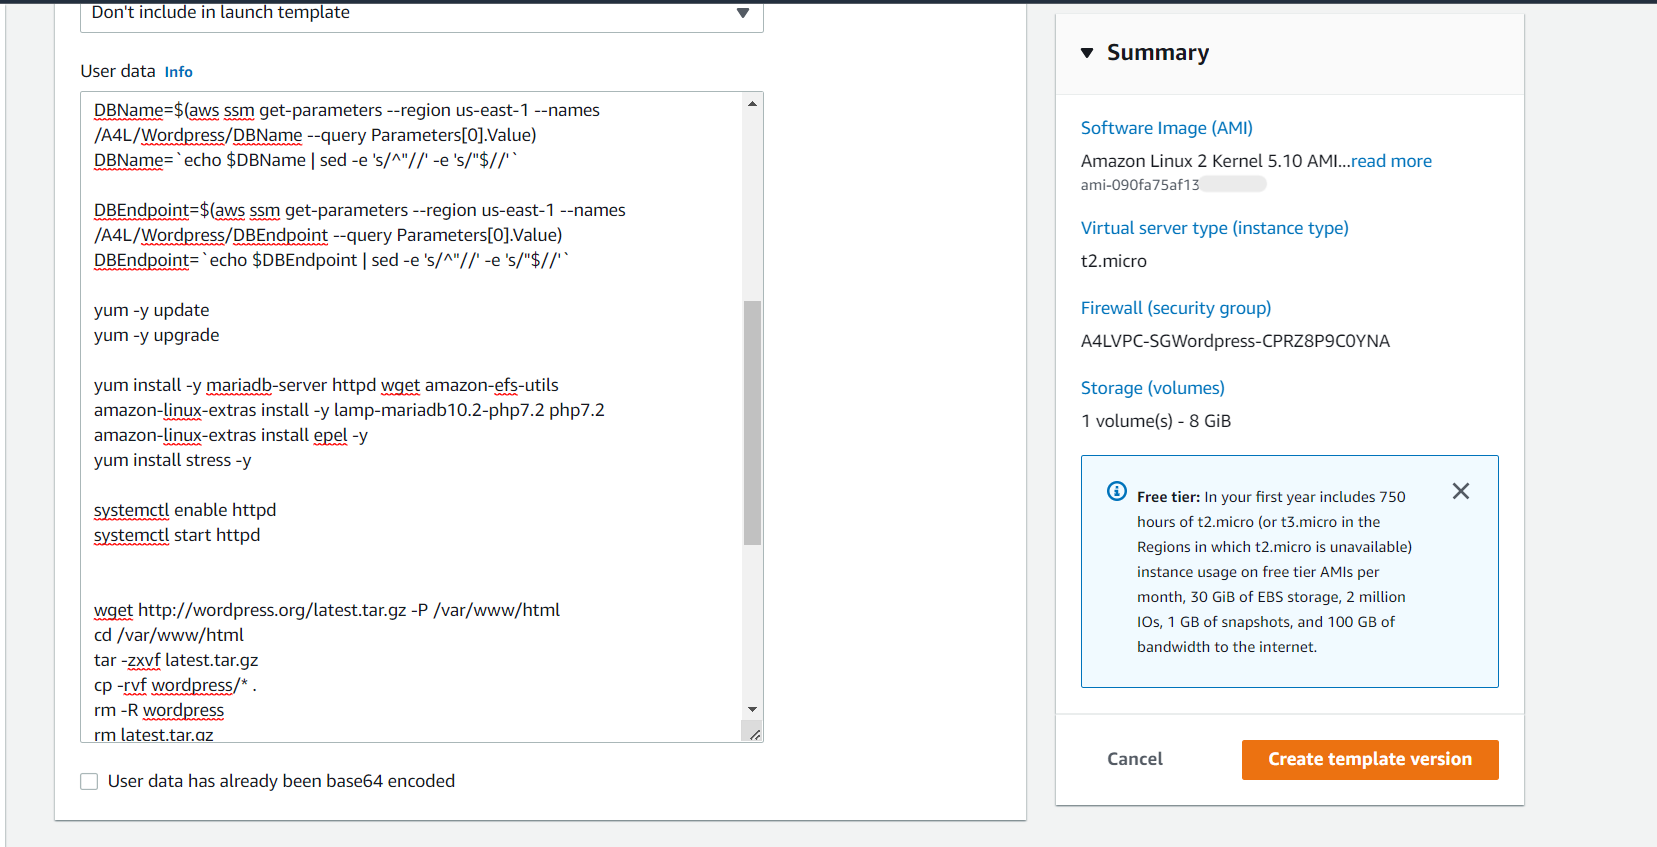 Don't include in launch template
User data Info
DBName=$(aws ssm get-parameters --region us-east-1 --names
/A4L/Wordpress/DBName --query Parameters[0].Value)
DBName=`echo $DBName | sed -e 's/^"//' -e 's/"$//'`
DBEndpoint=$(aws ssm get-parameters --region us-east-1 --names
/A4L/Wordpress/DBEndpoint --query Parameters[0].Value)
DBEndpoint=`echo $DBEndpoint | sed -e 's/^"//' -e 's/"$//'`
yum -y update
yum -y upgrade
yum install -y mariadb-server httpd wget amazon-efs-utils
amazon-linux-extras install -y lamp-mariadb10.2-php7.2 php7.2
amazon-linux-extras install epel -y
yum install stress -y
systemctl enable httpd
systemctl start httpd
wget http://wordpress.org/latest.tar.gz -P /var/www/html
cd /var/www/html
tar -zxvf latest.tar.gz
cp -rvf wordpress/* .
rm -R wordpress
rm latest.tar.gz
User data has already been base64 encoded
Summary
Software Image (AMI)
Amazon Linux 2 Kernel 5.10 AMI...read more
ami-090fa75af13
Virtual server type (instance type)
t2.micro
Firewall (security group)
A4LVPC-SGWordpress-CPRZ8P9C0YNA
Storage (volumes)
1 volume(s) - 8 GiB
Free tier: In your first year includes 750
hours of t2.micro (or t3.micro in the
Regions in which t2.micro is unavailable)
instance usage on free tier AMIs per
month, 30 GiB of EBS storage, 2 million
IOs, 1 GB of snapshots, and 100 GB of
bandwidth to the internet.
Cancel
Create template version